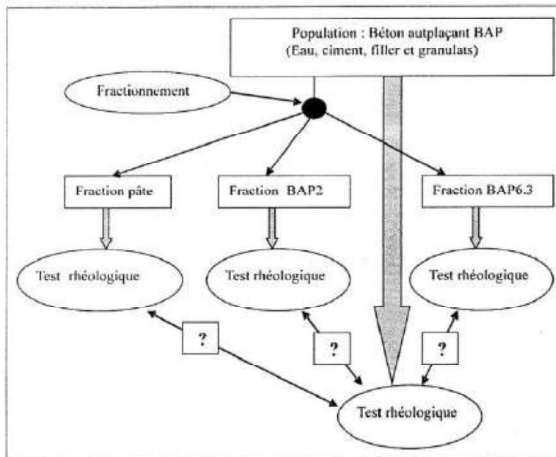 Population : Béton autplaçant BAP
(Eau, ciment, filler et granulats)
Fractionnement
Fraction pâte
Fraction BAP2
Fraction BAP6.3
Test rhéologique
Test rhéologique
Test rhéologique
?
?
?
Test rhéologique